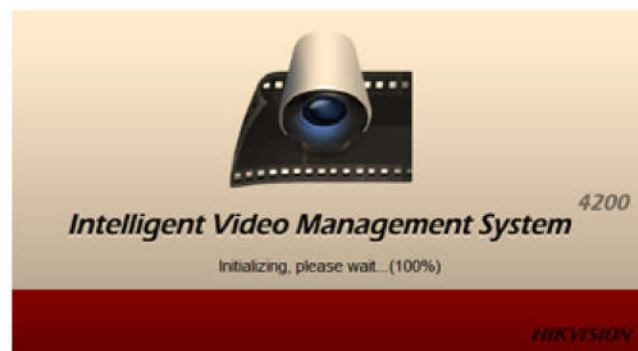 4200
Intelligent Video Management System
Initializing, please wait...(100%)
HIKVISION